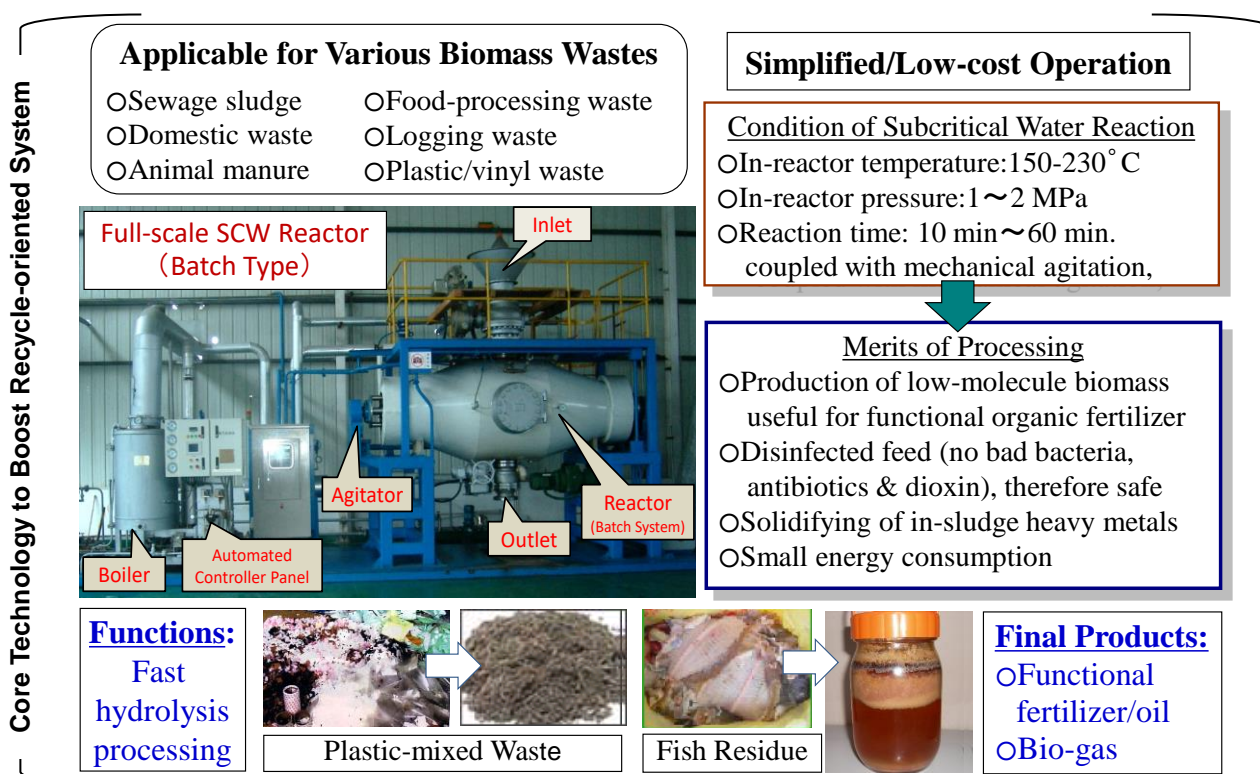 Core Technology to Boost Recycle-oriented System
Applicable for Various Biomass Wastes
○Sewage sludge
○Domestic waste
○Animal manure
○Food-processing waste
○Logging waste
○Plastic/vinyl waste
Simplified/Low-cost Operation
Condition of Subcritical Water Reaction
○In-reactor temperature:150-230°C
○In-reactor pressure:1～2 MPa
○Reaction time: 10 min～60 min.
coupled with mechanical agitation,
Full-scale SCW Reactor
（Batch Type）
Inlet
Agitator
Reactor
(Batch System)
Outlet
Boiler
Automated
Controller Panel
Merits of Processing
○Production of low-molecule biomass
useful for functional organic fertilizer
○Disinfected feed (no bad bacteria,
antibiotics & dioxin), therefore safe
○Solidifying of in-sludge heavy metals
○Small energy consumption
Functions:
Fast
hydrolysis
processing
Plastic-mixed Waste
Fish Residue
Final Products:
○Functional
fertilizer/oil
○Bio-gas